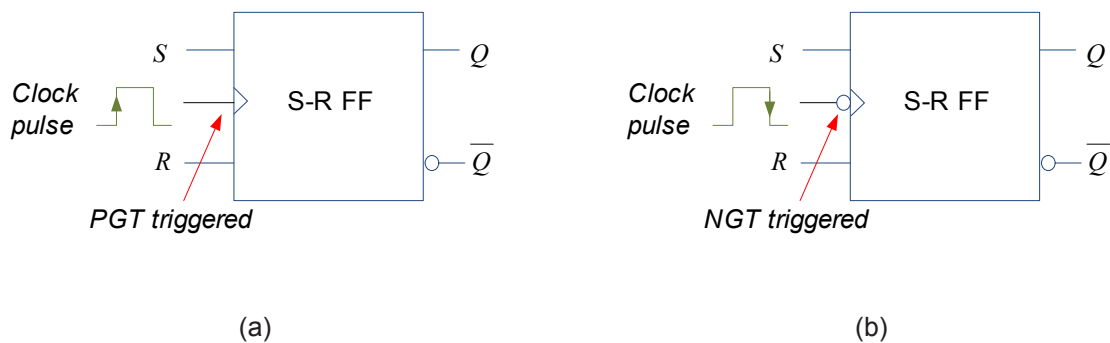 S
Q
Clock
pulse
S-R FF
R
Q̅
PGT triggered
(a)
S
Q
Clock
pulse
S-R FF
R
Q̅
NGT triggered
(b)